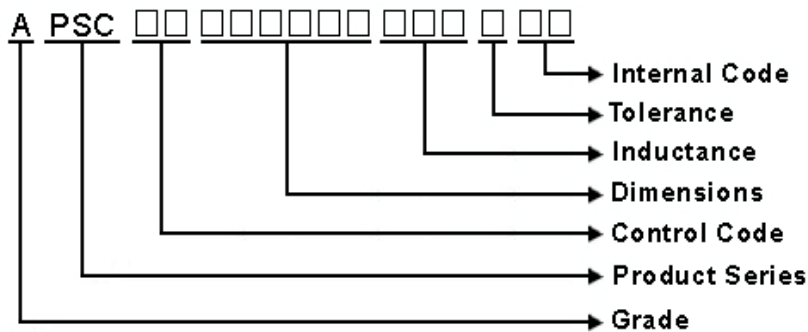 A PSC □□ □□□□□□ □□□ □ □□
Internal Code
Tolerance
Inductance
Dimensions
Control Code
Product Series
Grade